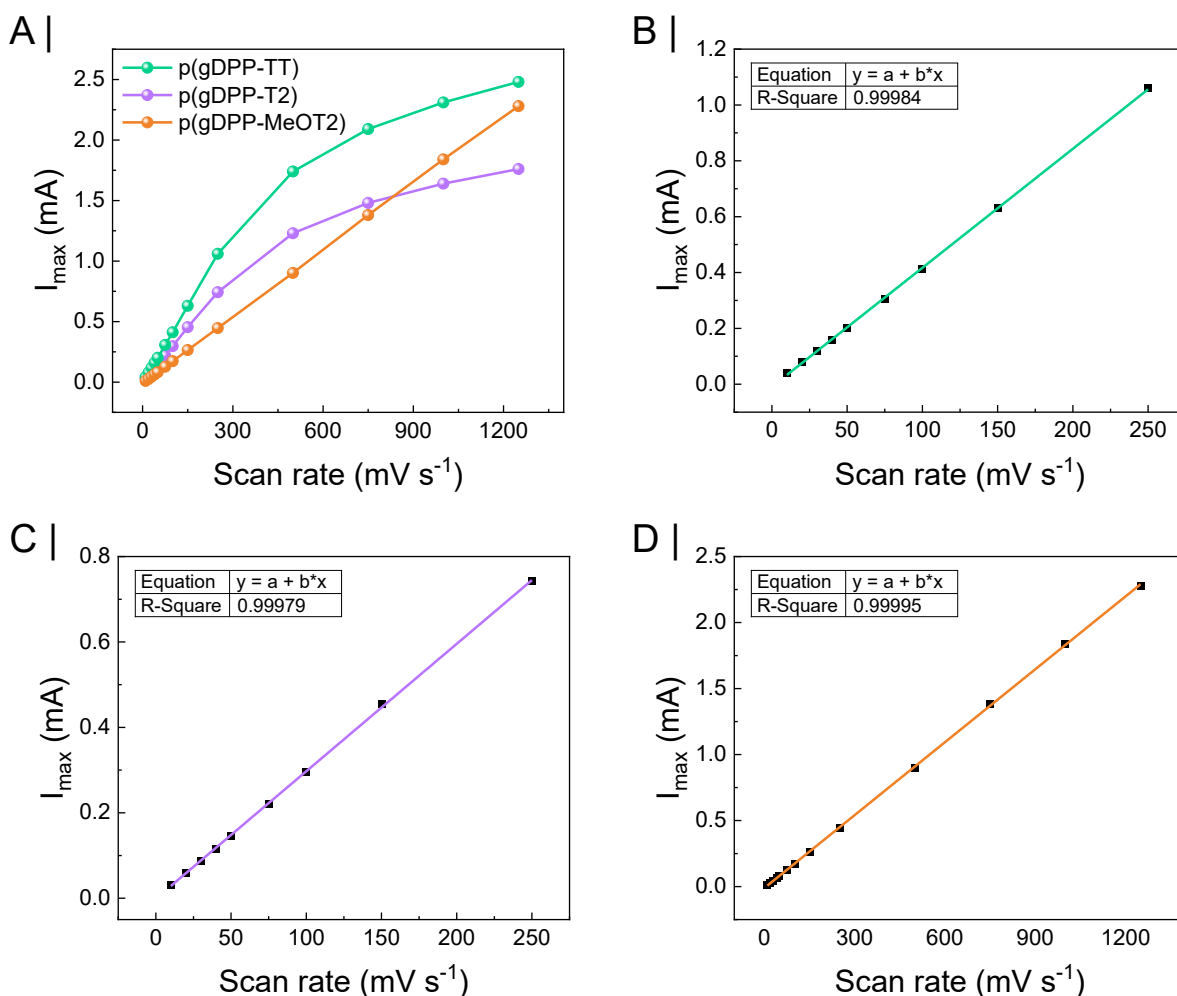 A |
p(gDPP-TT)
p(gDPP-T2)
p(gDPP-MeOT2)
2.5
2.0
1.5
1.0
0.5
0.0
I_max (mA)
0 300 600 900 1200
Scan rate (mV s⁻¹)
B |
Equation y = a + b*x
R-Square 0.99984
1.2
1.0
0.8
0.6
0.4
0.2
0.0
I_max (mA)
0 50 100 150 200 250
Scan rate (mV s⁻¹)
C |
Equation y = a + b*x
R-Square 0.99979
0.8
0.6
0.4
0.2
0.0
I_max (mA)
0 50 100 150 200 250
Scan rate (mV s⁻¹)
D |
Equation y = a + b*x
R-Square 0.99995
2.5
2.0
1.5
1.0
0.5
0.0
I_max (mA)
0 300 600 900 1200
Scan rate (mV s⁻¹)